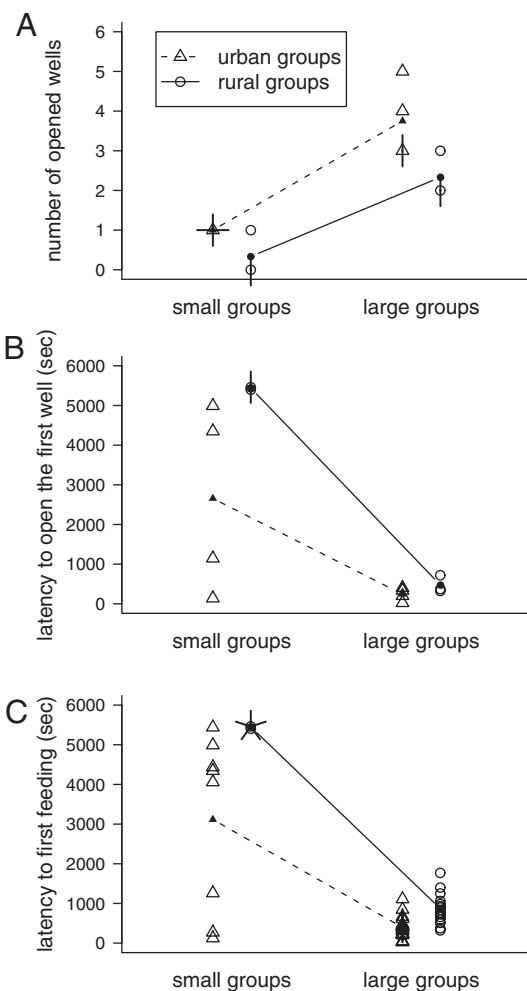 A
number of opened wells
6
5
4
3
2
1
0
urban groups
rural groups
small groups
large groups
B
latency to open the first well (sec)
6000
5000
4000
3000
2000
1000
0
small groups
large groups
C
latency to first feeding (sec)
6000
5000
4000
3000
2000
1000
0
small groups
large groups